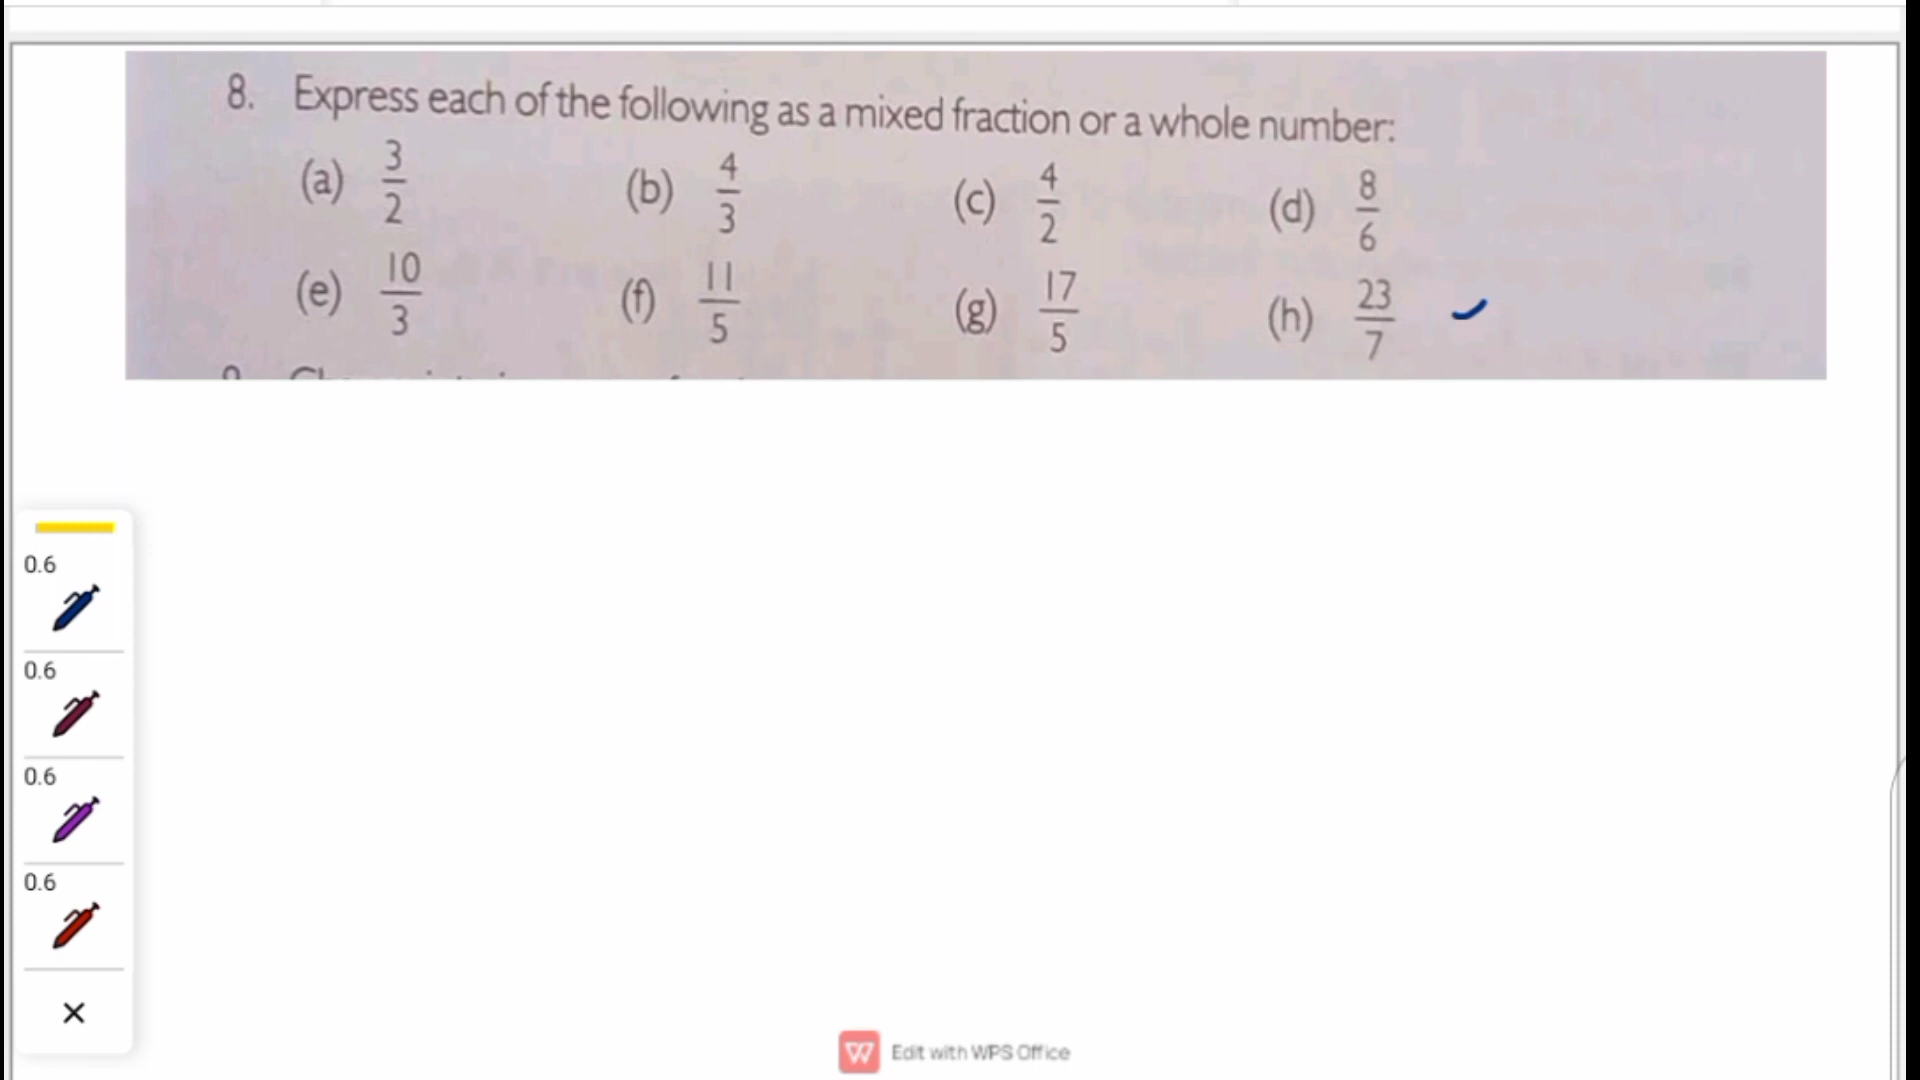 8. Express each of the following as a mixed fraction or a whole number:
(a) 3/2 (b) 4/3 (c) 4/2 (d) 8/6
(e) 10/3 (f) 11/5 (g) 17/5 (h) 23/7
0.6
0.6
0.6
0.6
Edit with WPS Office